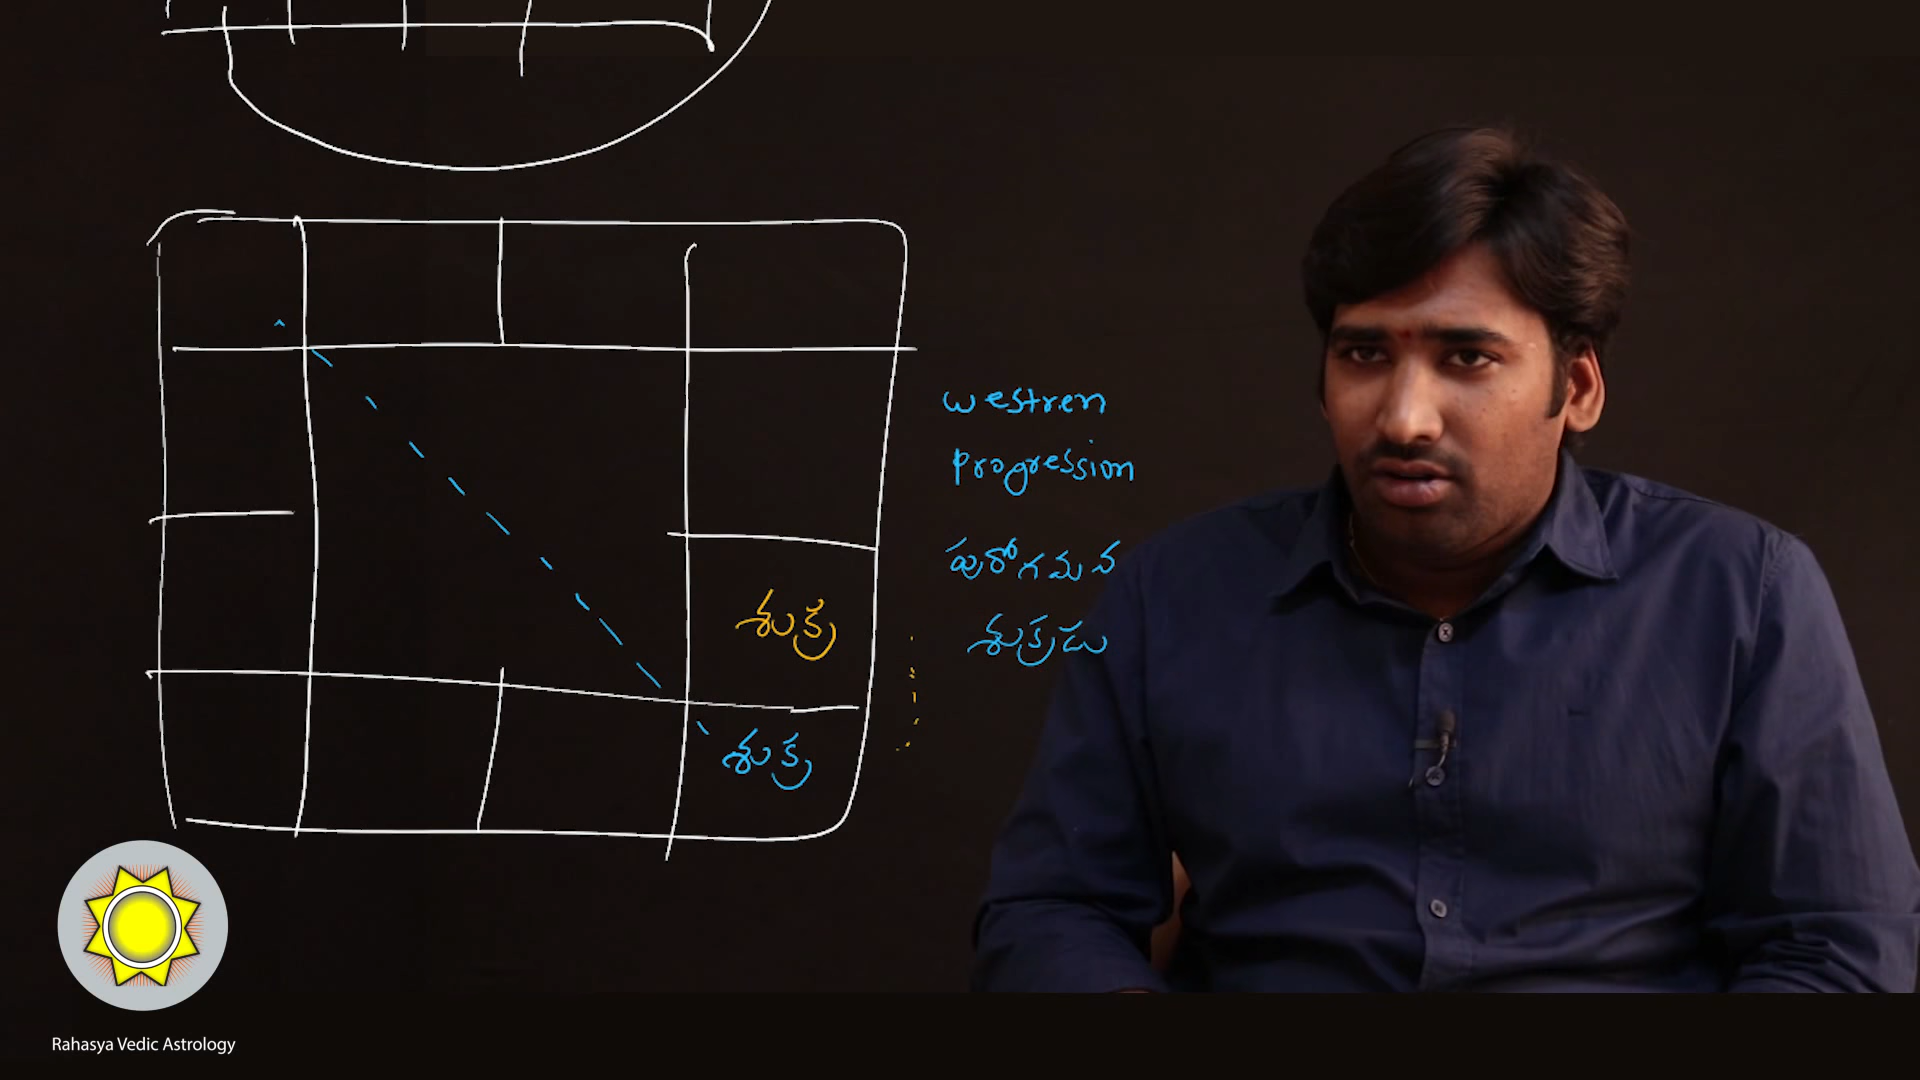 westren
progression
పురోగమన
శుక్రుడు
శుక్ర
శుక్ర
Rahasya Vedic Astrology